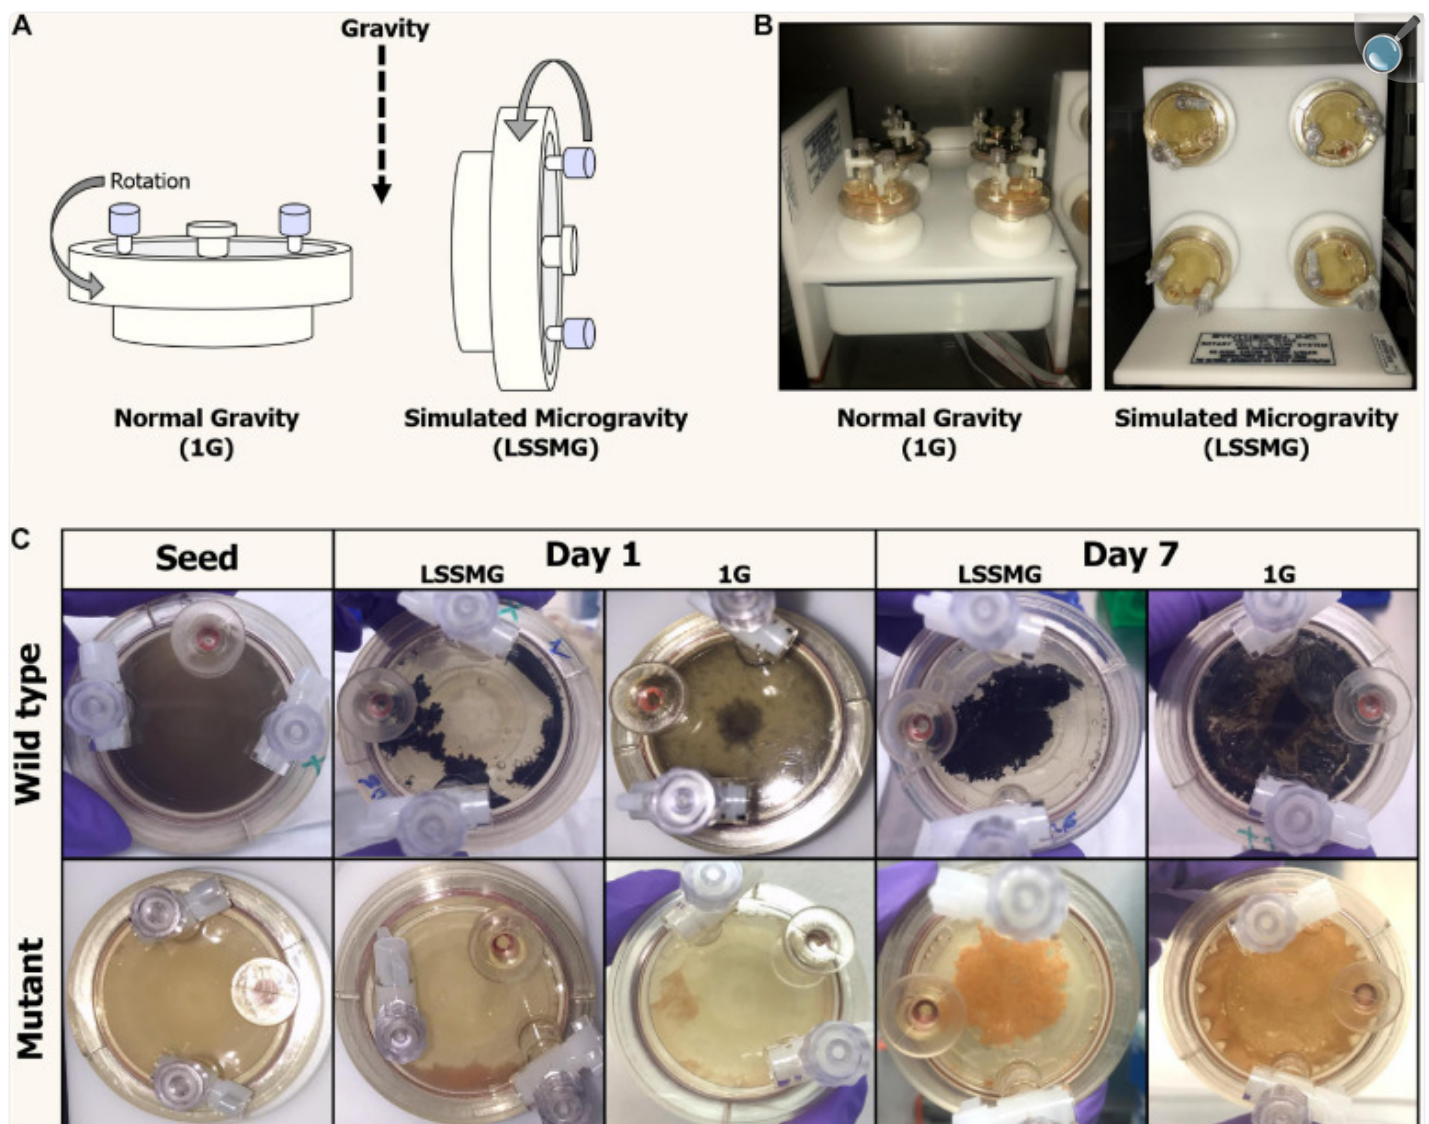 A
Gravity
Rotation
Normal Gravity
(1G)
Simulated Microgravity
(LSSMG)
B
Normal Gravity
(1G)
Simulated Microgravity
(LSSMG)
C
Seed
Day 1
LSSMG
1G
Day 7
LSSMG
1G
Wild type
Mutant